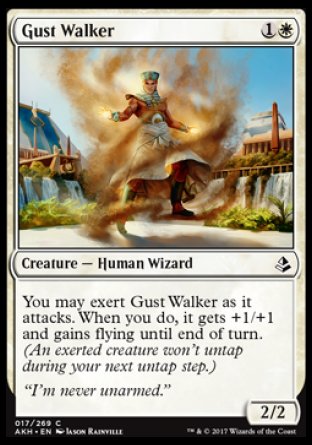 Gust Walker 1
Creature — Human Wizard
You may exert Gust Walker as it
attacks. When you do, it gets +1/+1
and gains flying until end of turn.
(An exerted creature won't untap
during your next untap step.)
"I'm never unarmed."
2/2
017/269 C
AKH • EN JASON RAINVILLE
™ & © 2017 Wizards of the Coast